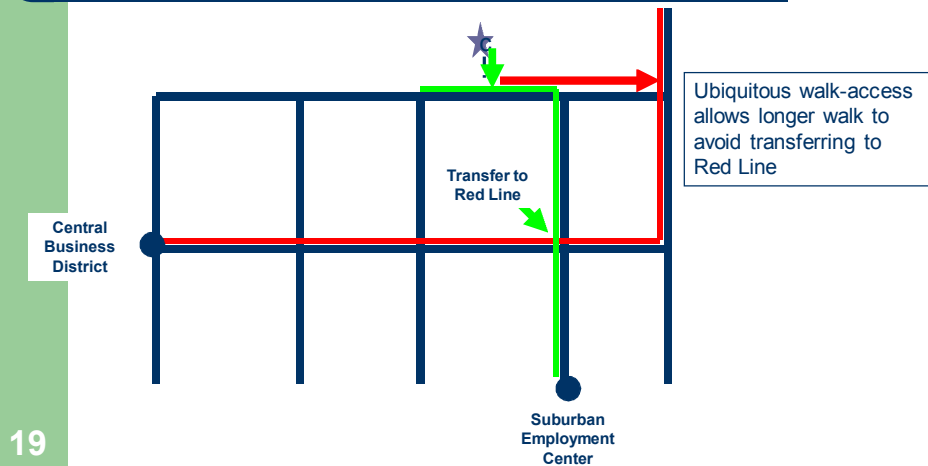 C
Ubiquitous walk-access
allows longer walk to
avoid transferring to
Red Line
Transfer to
Red Line
Central
Business
District
Suburban
Employment
Center
19